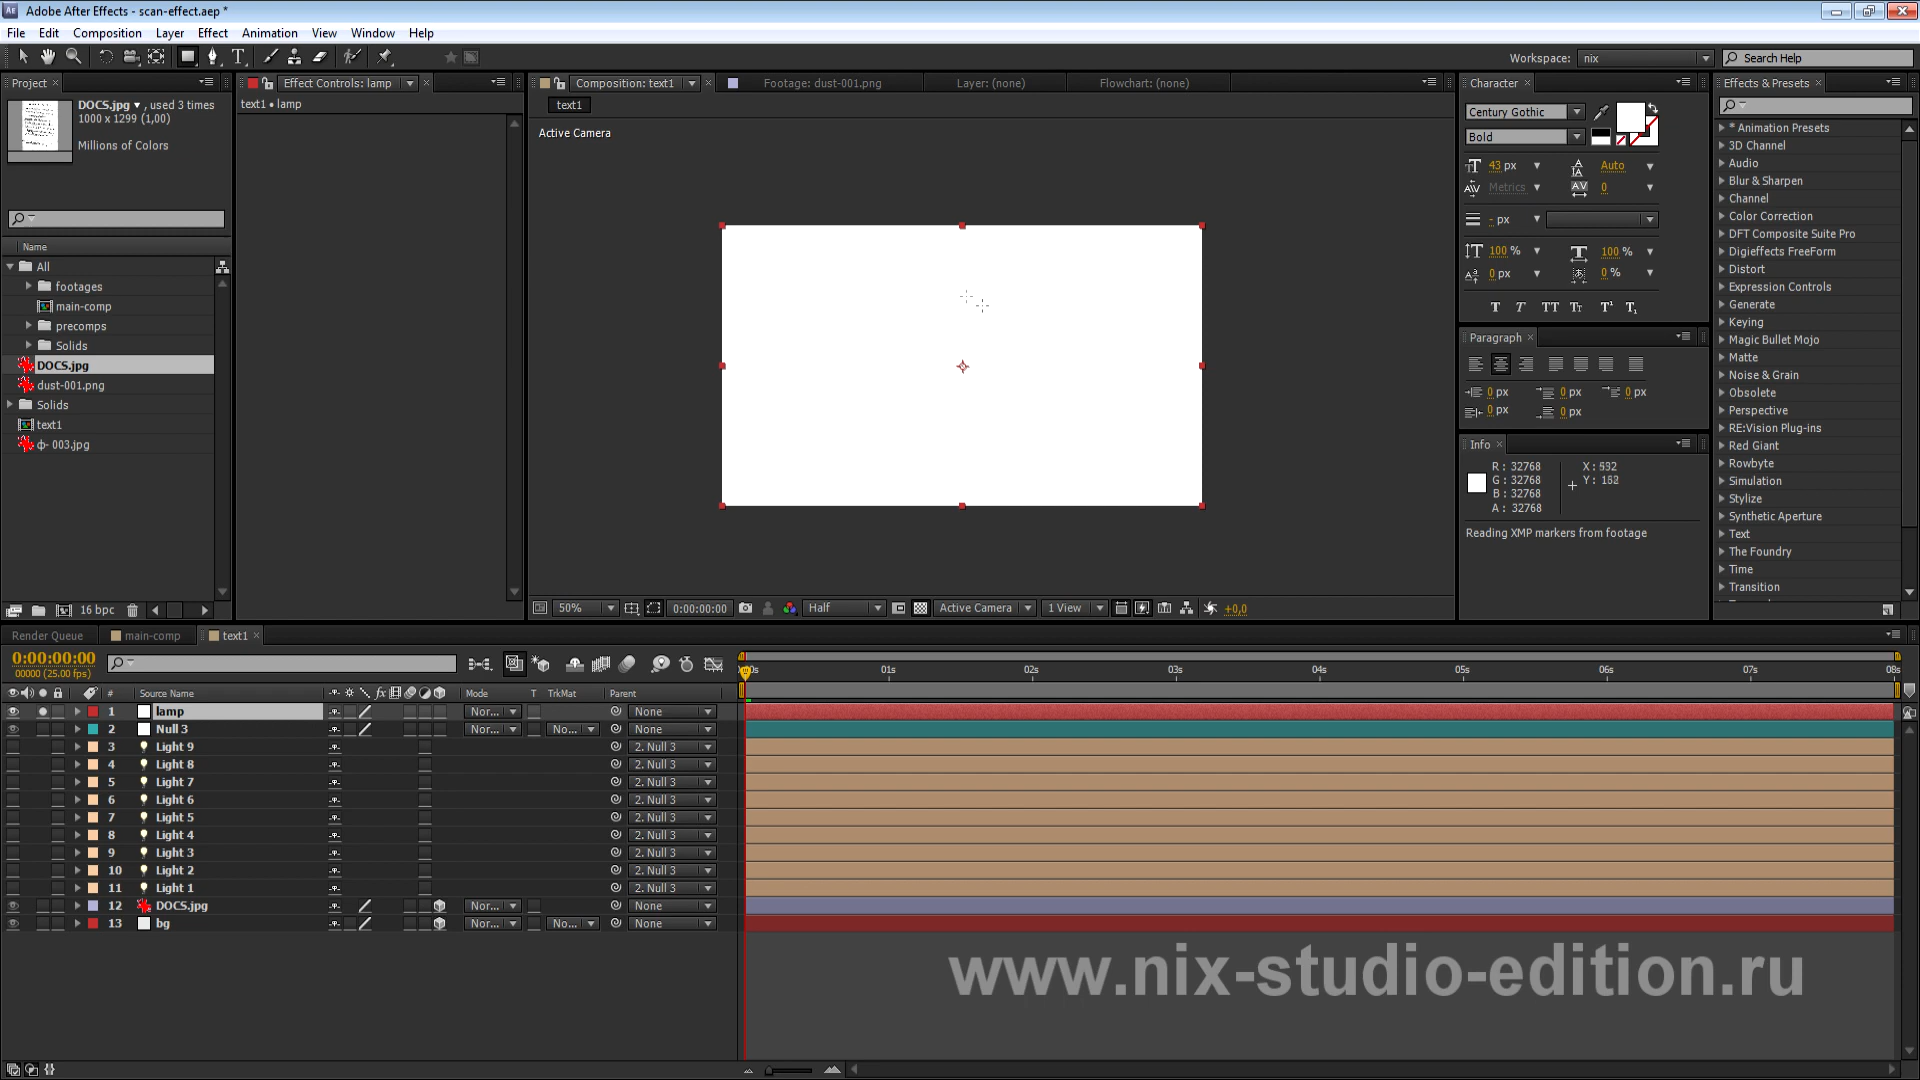 Adobe After Effects - scan-effect.aep *
File Edit Composition Layer Effect Animation View Window Help
Workspace: nix
Search Help
Project
DOCS.jpg , used 3 times
1000 x 1299 (1,00)
Millions of Colors
Name
All
footages
main-comp
precomps
Solids
DOCS.jpg
dust-001.png
Solids
text1
ф- 003.jpg
16 bpc
Effect Controls: lamp
text1 • lamp
Composition: text1
Footage: dust-001.png
Layer: (none)
Flowchart: (none)
text1
Active Camera
50% 0:00:00:00 Half Active Camera 1 View +0,0
Character
Century Gothic
Bold
43 px Auto
Metrics 0
- px
100 % 100 %
0 px 0 %
Paragraph
0 px 0 px 0 px
0 px 0 px
Info
R : 32768
G : 32768
B : 32768
A : 32768
Reading XMP markers from footage
Effects & Presets
* Animation Presets
3D Channel
Audio
Blur & Sharpen
Channel
Color Correction
DFT Composite Suite Pro
Digieffects FreeForm
Distort
Expression Controls
Generate
Keying
Magic Bullet Mojo
Matte
Noise & Grain
Obsolete
Perspective
RE:Vision Plug-ins
Red Giant
Rowbyte
Simulation
Stylize
Synthetic Aperture
Text
The Foundry
Time
Transition
Render Queue main-comp text1
0:00:00:00
00000 (25.00 fps)
01s 02s 03s 04s 05s 06s 07s 08s
# Source Name Mode T TrkMat Parent
1 lamp Nor... None
2 Null 3 Nor... No... None
3 Light 9 2. Null 3
4 Light 8 2. Null 3
5 Light 7 2. Null 3
6 Light 6 2. Null 3
7 Light 5 2. Null 3
8 Light 4 2. Null 3
9 Light 3 2. Null 3
10 Light 2 2. Null 3
11 Light 1 2. Null 3
12 DOCS.jpg Nor... None
13 bg Nor... No... None
www.nix-studio-edition.ru